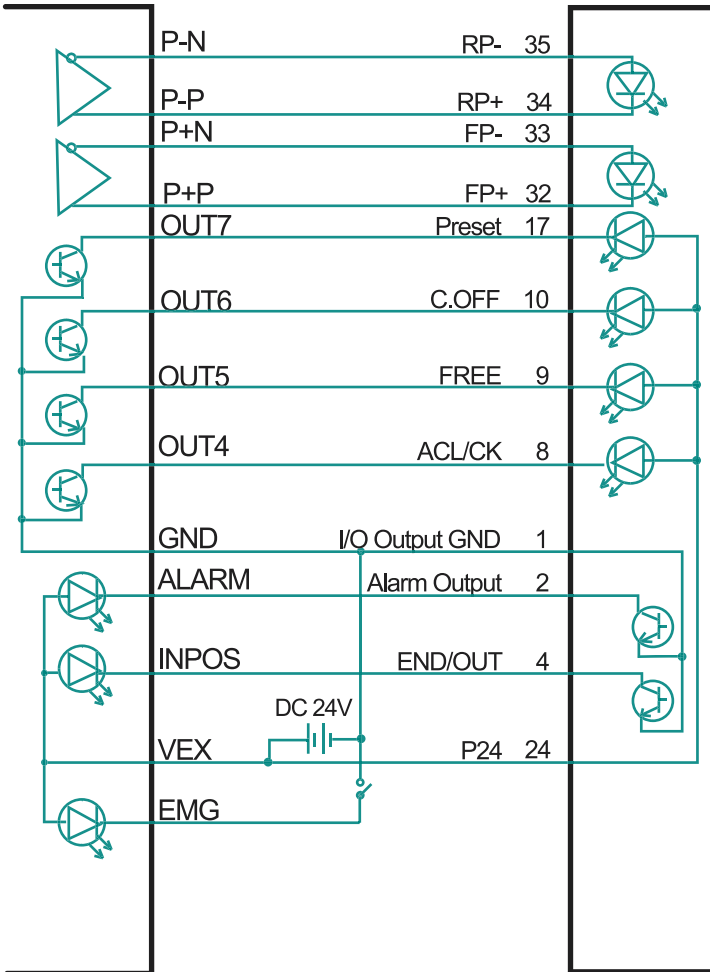 P-N RP- 35
P-P RP+ 34
P+N FP- 33
P+P FP+ 32
OUT7 Preset 17
OUT6 C.OFF 10
OUT5 FREE 9
OUT4 ACL/CK 8
GND I/O Output GND 1
ALARM Alarm Output 2
INPOS END/OUT 4
DC 24V
VEX P24 24
EMG